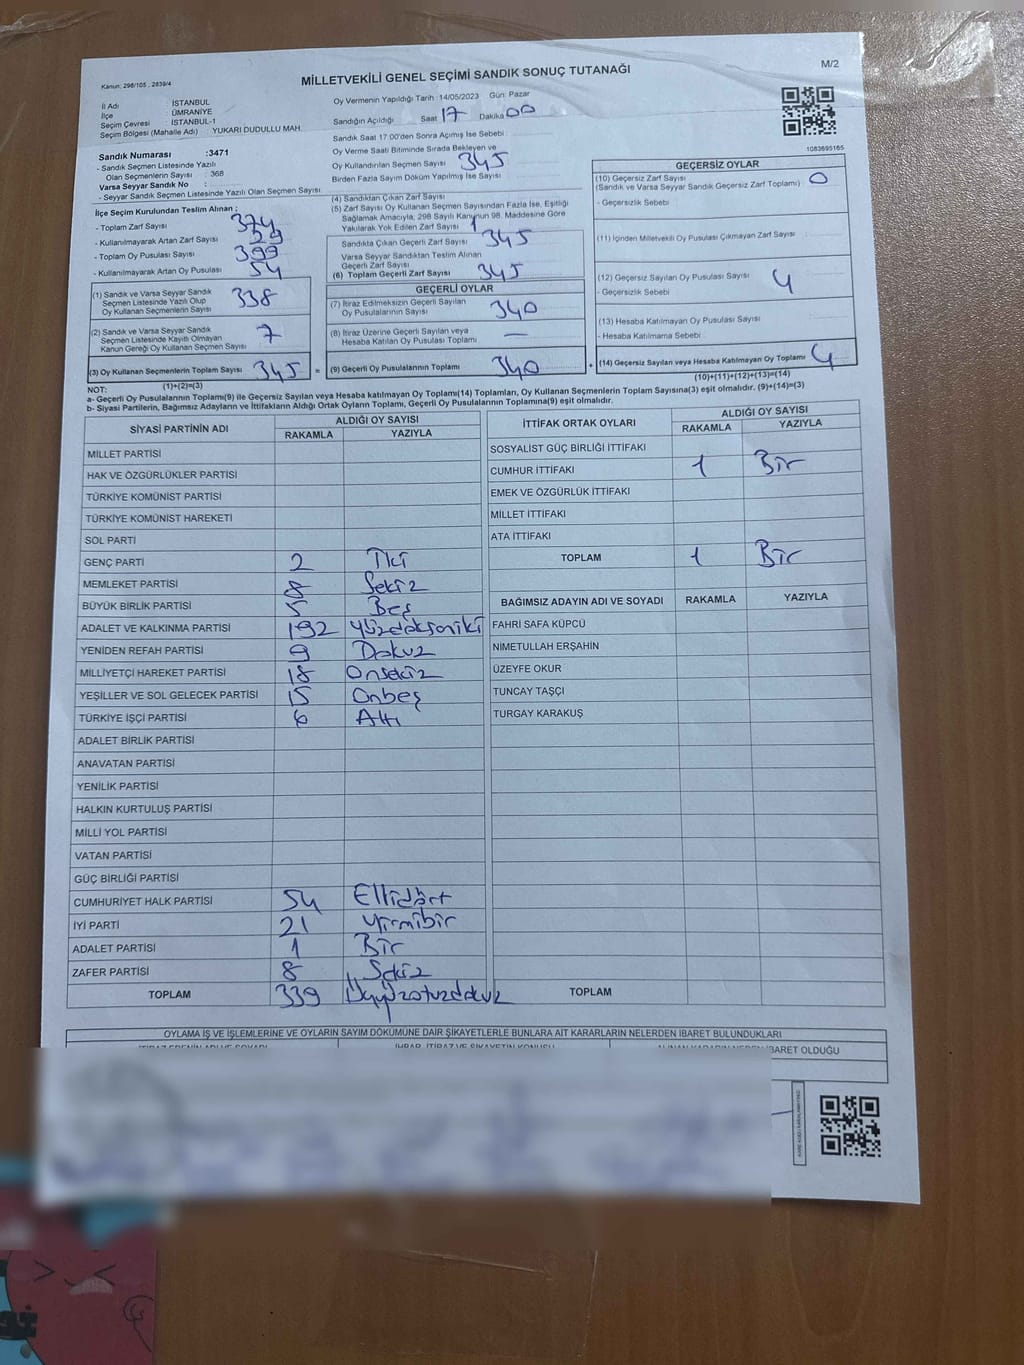 Kanun: 298/105 , 2839/4
MİLLETVEKİLİ GENEL SEÇİMİ SANDIK SONUÇ TUTANAĞI
M/2
İl Adı İSTANBUL
İlçe ÜMRANİYE
Seçim Çevresi İSTANBUL-1
Seçim Bölgesi (Mahalle Adı) : YUKARI DUDULLU MAH.
Oy Vermenin Yapıldığı Tarih :14/05/2023 Gün: Pazar
Sandığın Açıldığı Saat 17 Dakika 00
Sandık Saat 17:00'den Sonra Açımış İse Sebebi
Oy Verme Saati Bitiminde Sırada Bekleyen ve
Oy Kullandırılan Seçmen Sayısı 345
Birden Fazla Sayım Döküm Yapılmış İse Sayısı
1083695165
Sandık Numarası :3471
- Sandık Seçmen Listesinde Yazılı
Olan Seçmenlerin Sayısı : 368
Varsa Seyyar Sandık No :
- Seyyar Sandık Seçmen Listesinde Yazılı Olan Seçmen Sayısı
İlçe Seçim Kurulundan Teslim Alınan :
- Toplam Zarf Sayısı 374
- Kullanılmayarak Artan Zarf Sayısı 29
- Toplam Oy Pusulası Sayısı 399
- Kullanılmayarak Artan Oy Pusulası 54
(1) Sandık ve Varsa Seyyar Sandık
Seçmen Listesinde Yazılı Olup
Oy Kullanan Seçmenlerin Sayısı 338
(2) Sandık ve Varsa Seyyar Sandık
Seçmen Listesinde Kayıtlı Olmayan
Kanun Gereği Oy Kullanan Seçmen Sayısı 7
(3) Oy Kullanan Seçmenlerin Toplam Sayısı 345 =
(1)+(2)=(3)
(4) Sandıktan Çıkan Zarf Sayısı
(5) Zarf Sayısı Oy Kullanan Seçmen Sayısından Fazla İse, Eşitliği
Sağlamak Amacıyla, 298 Sayılı Kanunun 98. Maddesine Göre
Yakılarak Yok Edilen Zarf Sayısı 1
Sandıkta Çıkan Geçerli Zarf Sayısı 345
Varsa Seyyar Sandıktan Teslim Alınan
Geçerli Zarf Sayısı
(6) Toplam Geçerli Zarf Sayısı 345
GEÇERLİ OYLAR
(7) İtiraz Edilmeksizin Geçerli Sayılan
Oy Pusulasının Sayısı 340
(8) İtiraz Üzerine Geçerli Sayılan veya
Hesaba Katılan Oy Pusulası Toplamı —
(9) Geçerli Oy Pusulalarının Toplamı 340 +
GEÇERSİZ OYLAR
(10) Geçersiz Zarf Sayısı 0
(Sandık ve Varsa Seyyar Sandık Geçersiz Zarf Toplamı)
- Geçersizlik Sebebi
(11) İçinden Milletvekili Oy Pusulası Çıkmayan Zarf Sayısı
(12) Geçersiz Sayılan Oy Pusulası Sayısı 4
- Geçersizlik Sebebi
(13) Hesaba Katılmayan Oy Pusulası Sayısı
- Hesaba Katılmama Sebebi
(14) Geçersiz Sayılan veya Hesaba Katılmayan Oy Toplamı 4
(10)+(11)+(12)+(13)=(14)
NOT:
a- Geçerli Oy Pusulalarının Toplamı(9) ile Geçersiz Sayılan veya Hesaba katılmayan Oy Toplamı(14) Toplamları, Oy Kullanan Seçmenlerin Toplam Sayısına(3) eşit olmalıdır. (9)+(14)=(3)
b- Siyasi Partilerin, Bağımsız Adayların ve İttifakların Aldığı Ortak Oyların Toplamı, Geçerli Oy Pusulalarının Toplamına(9) eşit olmalıdır.
SİYASİ PARTİNİN ADI ALDIĞI OY SAYISI
RAKAMLA YAZIYLA
MİLLET PARTİSİ
HAK VE ÖZGÜRLÜKLER PARTİSİ
TÜRKİYE KOMÜNİST PARTİSİ
TÜRKİYE KOMÜNİST HAREKETİ
SOL PARTİ
GENÇ PARTİ 2 İki
MEMLEKET PARTİSİ 8 Sekiz
BÜYÜK BİRLİK PARTİSİ 5 Beş
ADALET VE KALKINMA PARTİSİ 192 Yüzdoksaniki
YENİDEN REFAH PARTİSİ 9 Dokuz
MİLLİYETÇİ HAREKET PARTİSİ 18 Onsekiz
YEŞİLLER VE SOL GELECEK PARTİSİ 15 Onbeş
TÜRKİYE İŞÇİ PARTİSİ 6 Altı
ADALET BİRLİK PARTİSİ
ANAVATAN PARTİSİ
YENİLİK PARTİSİ
HALKIN KURTULUŞ PARTİSİ
MİLLİ YOL PARTİSİ
VATAN PARTİSİ
GÜÇ BİRLİĞİ PARTİSİ
CUMHURİYET HALK PARTİSİ 54 Ellidört
İYİ PARTİ 21 Yirmibir
ADALET PARTİSİ 1 Bir
ZAFER PARTİSİ 8 Sekiz
TOPLAM 339 Üçyüzotuzdokuz
İTTİFAK ORTAK OYLARI ALDIĞI OY SAYISI
RAKAMLA YAZIYLA
SOSYALİST GÜÇ BİRLİĞİ İTTİFAKI
CUMHUR İTTİFAKI 1 Bir
EMEK VE ÖZGÜRLÜK İTTİFAKI
MİLLET İTTİFAKI
ATA İTTİFAKI
TOPLAM 1 Bir
BAĞIMSIZ ADAYIN ADI VE SOYADI RAKAMLA YAZIYLA
FAHRİ SAFA KÜPCÜ
NİMETULLAH ERŞAHİN
ÜZEYFE OKUR
TUNCAY TAŞÇI
TURGAY KARAKUŞ
TOPLAM
OYLAMA İŞ VE İŞLEMLERİNE VE OYLARIN SAYIM DÖKÜMÜNE DAİR ŞİKAYETLERLE BUNLARA AİT KARARLARIN NELERDEN İBARET BULUNDUKLARI
İHBAR, İTİRAZ VE ŞİKAYETİN KONUSU
İBARET OLDUĞU